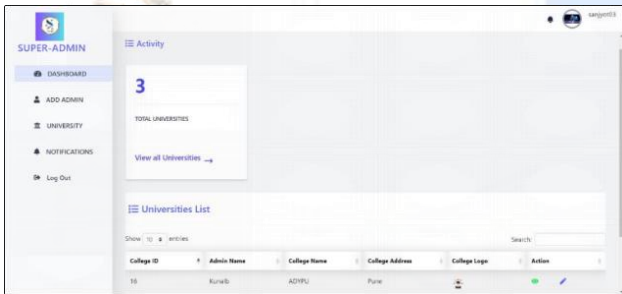 SUPER-ADMIN
DASHBOARD
ADD ADMIN
UNIVERSITY
NOTIFICATIONS
Log Out
Activity
3
TOTAL UNIVERSITIES
View all Universities →
Universities List
Show 10 entries
Search:
College ID Admin Name College Name College Address College Logo Action
16 Kunalb ADYPU Pune